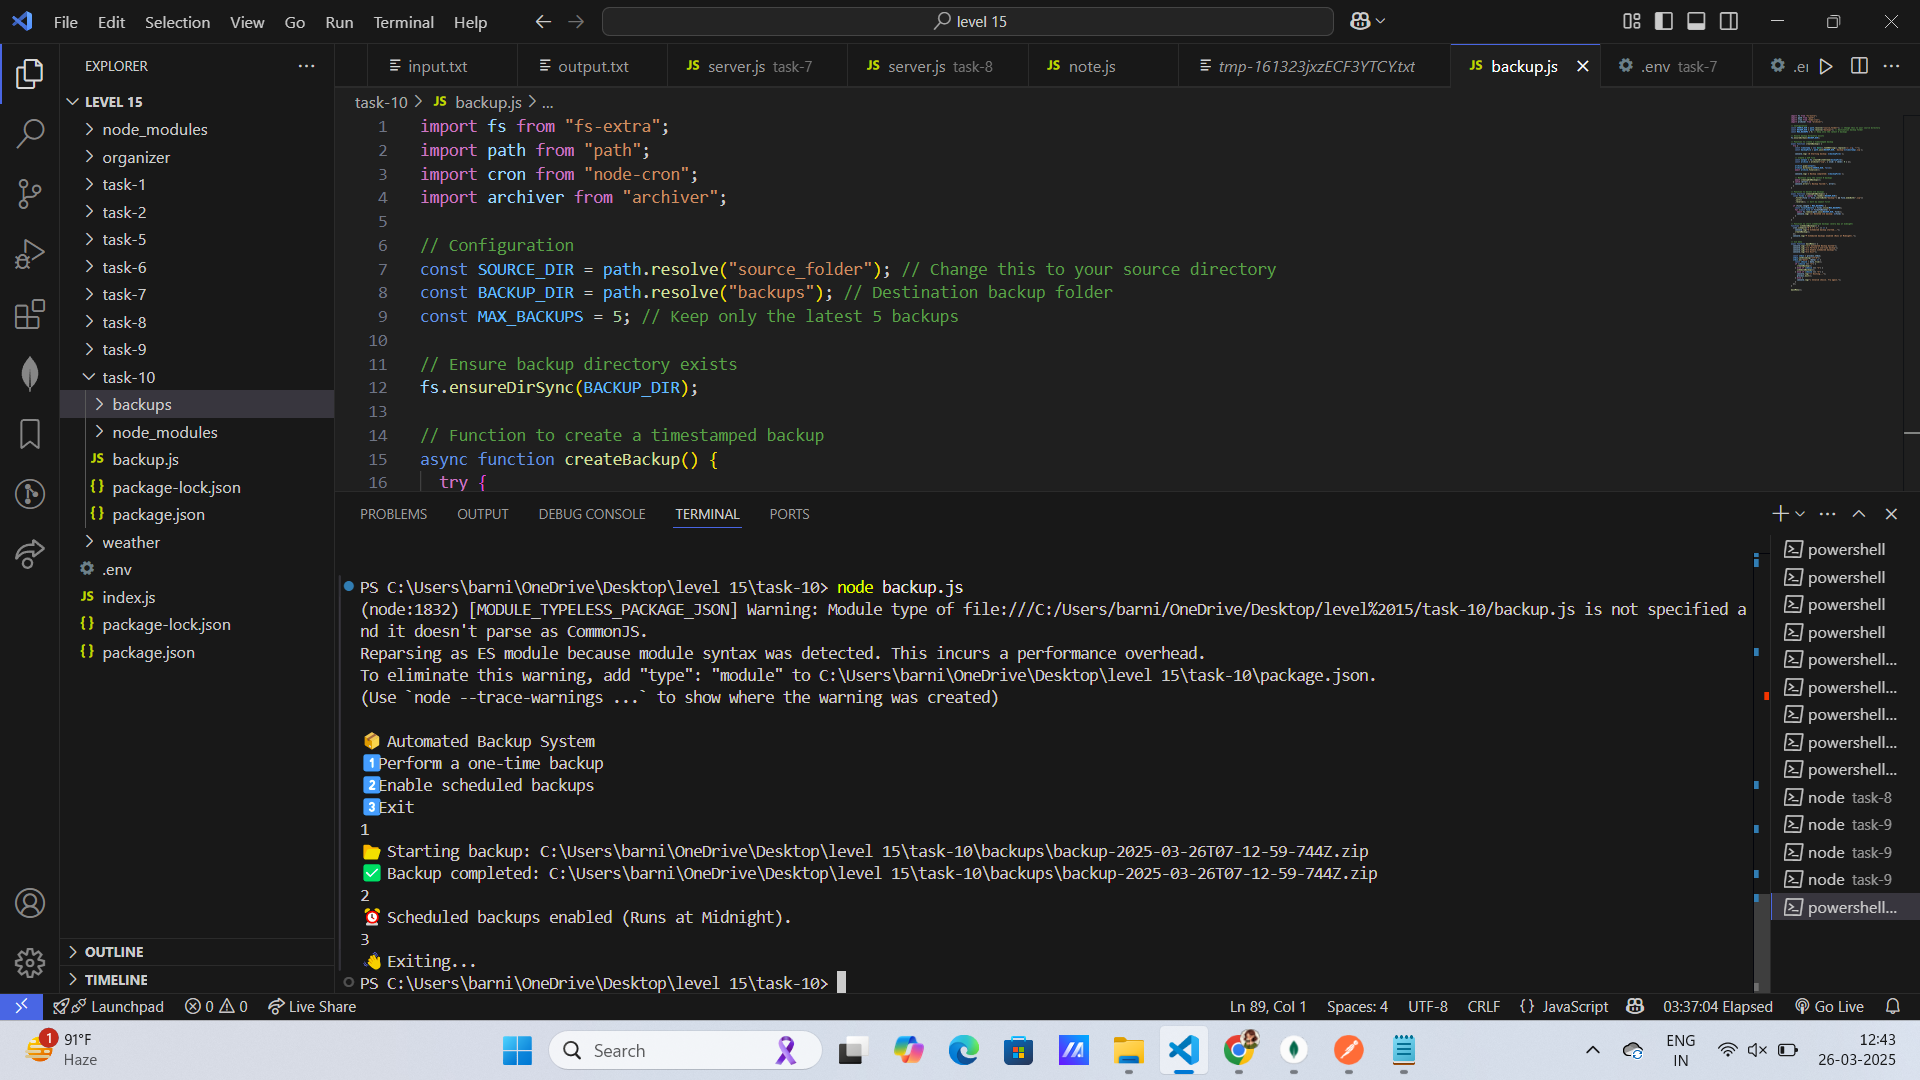 File Edit Selection View Go Run Terminal Help
level 15
EXPLORER
LEVEL 15
node_modules
organizer
task-1
task-2
task-5
task-6
task-7
task-8
task-9
task-10
backups
node_modules
JS backup.js
{} package-lock.json
{} package.json
weather
.env
JS index.js
{} package-lock.json
{} package.json
OUTLINE
TIMELINE
input.txt output.txt JS server.js task-7 JS server.js task-8 JS note.js tmp-161323jxzECF3YTCY.txt JS backup.js .env task-7
task-10 > JS backup.js > ...
1 import fs from "fs-extra";
2 import path from "path";
3 import cron from "node-cron";
4 import archiver from "archiver";
5
6 // Configuration
7 const SOURCE_DIR = path.resolve("source_folder"); // Change this to your source directory
8 const BACKUP_DIR = path.resolve("backups"); // Destination backup folder
9 const MAX_BACKUPS = 5; // Keep only the latest 5 backups
10
11 // Ensure backup directory exists
12 fs.ensureDirSync(BACKUP_DIR);
13
14 // Function to create a timestamped backup
15 async function createBackup() {
16 try {
PROBLEMS OUTPUT DEBUG CONSOLE TERMINAL PORTS
PS C:\Users\barni\OneDrive\Desktop\level 15\task-10> node backup.js
(node:1832) [MODULE_TYPELESS_PACKAGE_JSON] Warning: Module type of file:///C:/Users/barni/OneDrive/Desktop/level%2015/task-10/backup.js is not specified a
nd it doesn't parse as CommonJS.
Reparsing as ES module because module syntax was detected. This incurs a performance overhead.
To eliminate this warning, add "type": "module" to C:\Users\barni\OneDrive\Desktop\level 15\task-10\package.json.
(Use `node --trace-warnings ...` to show where the warning was created)
📦 Automated Backup System
1️⃣Perform a one-time backup
2️⃣Enable scheduled backups
3️⃣Exit
1
📂 Starting backup: C:\Users\barni\OneDrive\Desktop\level 15\task-10\backups\backup-2025-03-26T07-12-59-744Z.zip
✅ Backup completed: C:\Users\barni\OneDrive\Desktop\level 15\task-10\backups\backup-2025-03-26T07-12-59-744Z.zip
2
⏰ Scheduled backups enabled (Runs at Midnight).
3
👋 Exiting...
PS C:\Users\barni\OneDrive\Desktop\level 15\task-10>
powershell
powershell
powershell
powershell
powershell...
powershell...
powershell...
powershell...
powershell...
node task-8
node task-9
node task-9
node task-9
powershell...
Launchpad 0 0 Live Share Ln 89, Col 1 Spaces: 4 UTF-8 CRLF {} JavaScript 03:37:04 Elapsed Go Live
1
91°F
Haze
Search
ENG
IN
12:43
26-03-2025